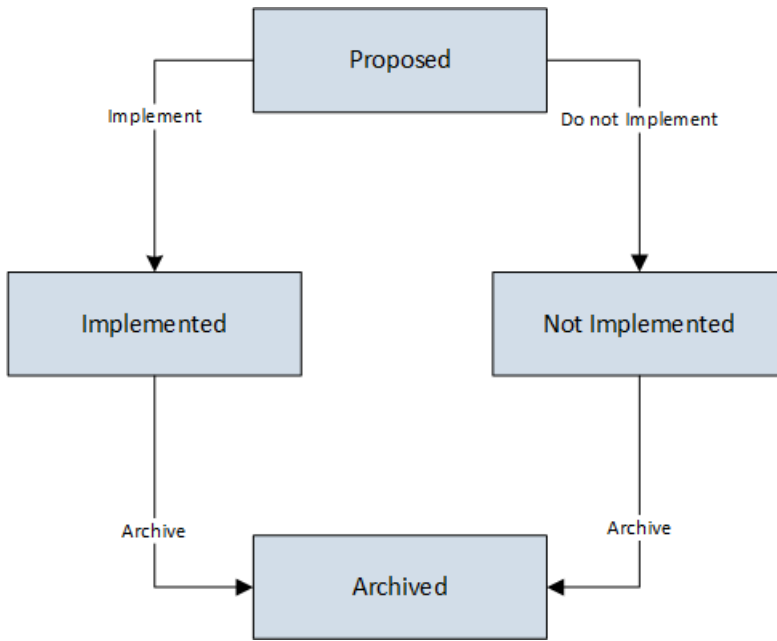 Proposed
Implement
Do not Implement
Implemented
Not Implemented
Archive
Archive
Archived